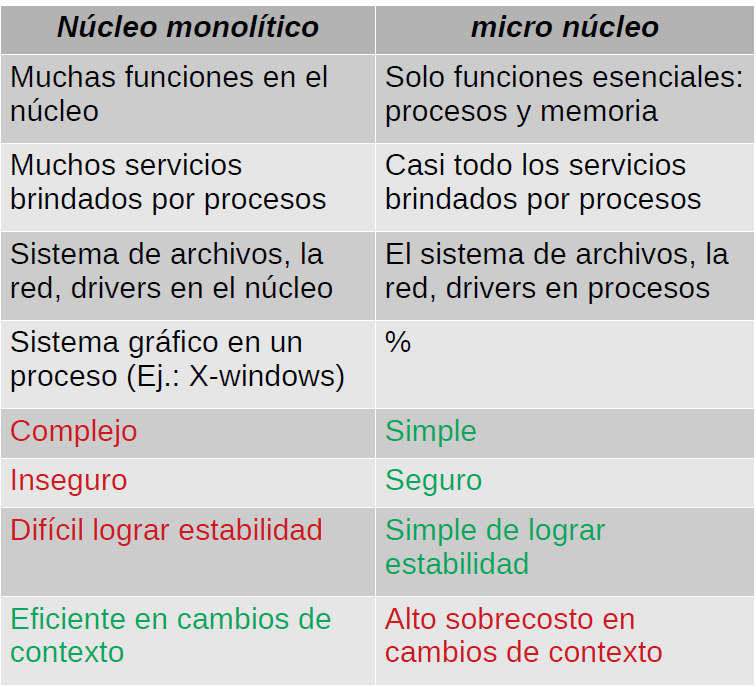 Núcleo monolítico
micro núcleo
Muchas funciones en el
núcleo
Solo funciones esenciales:
procesos y memoria
Muchos servicios
brindados por procesos
Casi todo los servicios
brindados por procesos
Sistema de archivos, la
red, drivers en el núcleo
El sistema de archivos, la
red, drivers en procesos
Sistema gráfico en un
proceso (Ej.: X-windows)
%
Complejo
Simple
Inseguro
Seguro
Difícil lograr estabilidad
Simple de lograr
estabilidad
Eficiente en cambios de
contexto
Alto sobrecosto en
cambios de contexto